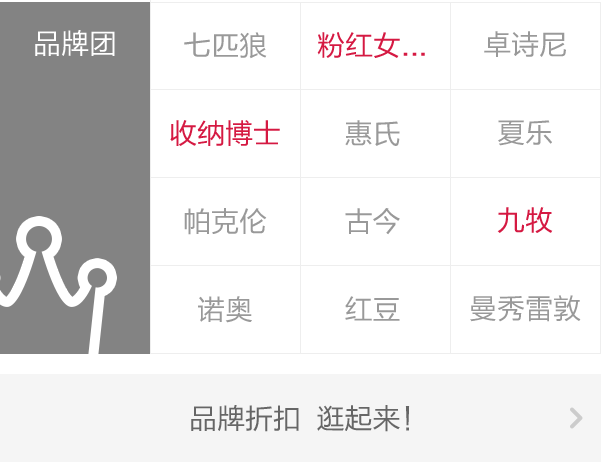 品牌团
七匹狼 粉红女... 卓诗尼
收纳博士 惠氏 夏乐
帕克伦 古今 九牧
诺奥 红豆 曼秀雷敦
品牌折扣 逛起来!